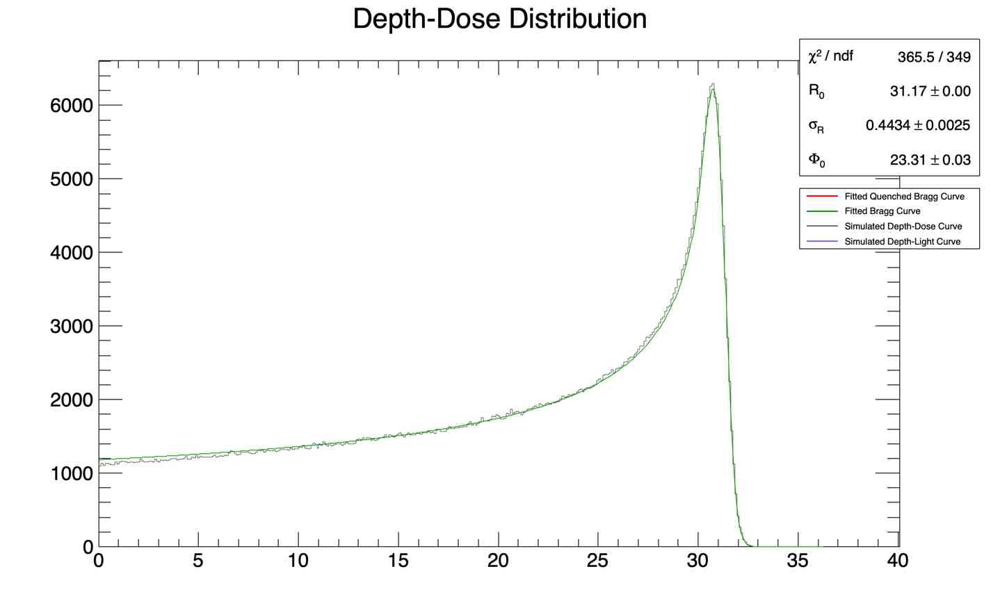 Depth-Dose Distribution
χ² / ndf 365.5 / 349
R₀ 31.17 ± 0.00
σ_R 0.4434 ± 0.0025
Φ₀ 23.31 ± 0.03
Fitted Quenched Bragg Curve
Fitted Bragg Curve
Simulated Depth-Dose Curve
Simulated Depth-Light Curve
6000
5000
4000
3000
2000
1000
0
0 5 10 15 20 25 30 35 40